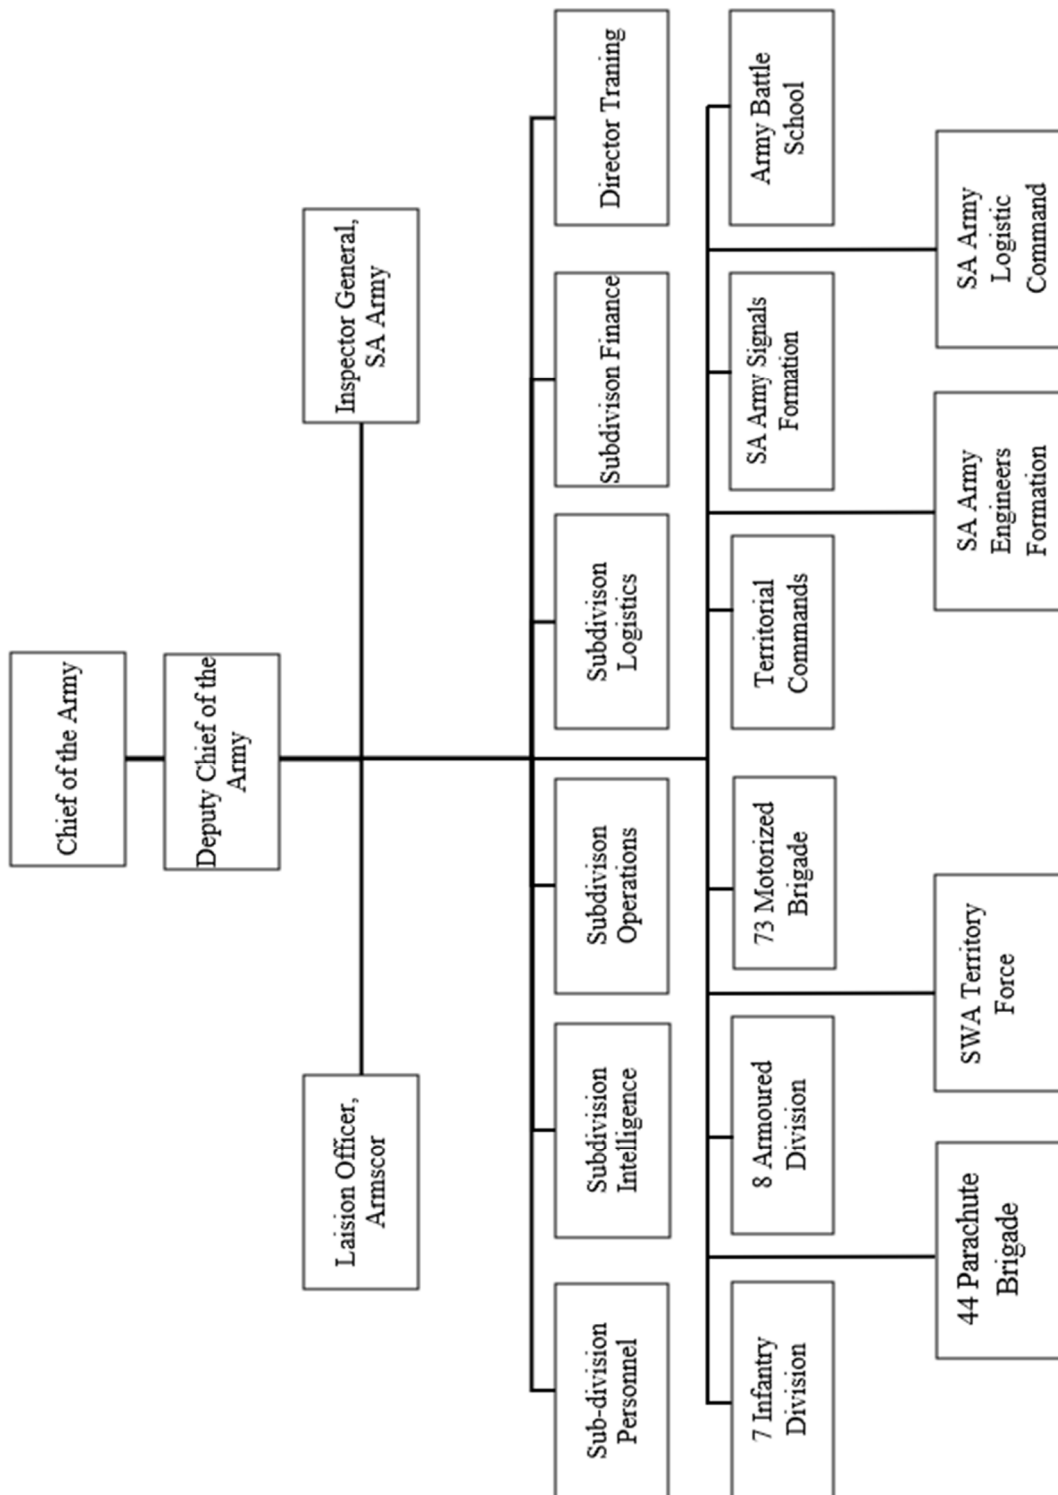 Chief of the Army
Deputy Chief of the
Army
Laision Officer,
Armscor
Inspector General,
SA Army
Sub-division
Personnel
Subdivision
Intelligence
Subdivison
Operations
Subdivison
Logistics
Subdivison Finance
Director Traning
7 Infantry
Division
8 Armoured
Division
73 Motorized
Brigade
Territorial
Commands
SA Army Signals
Formation
Army Battle
School
44 Parachute
Brigade
SWA Territory
Force
SA Army
Engineers
Formation
SA Army
Logistic
Command